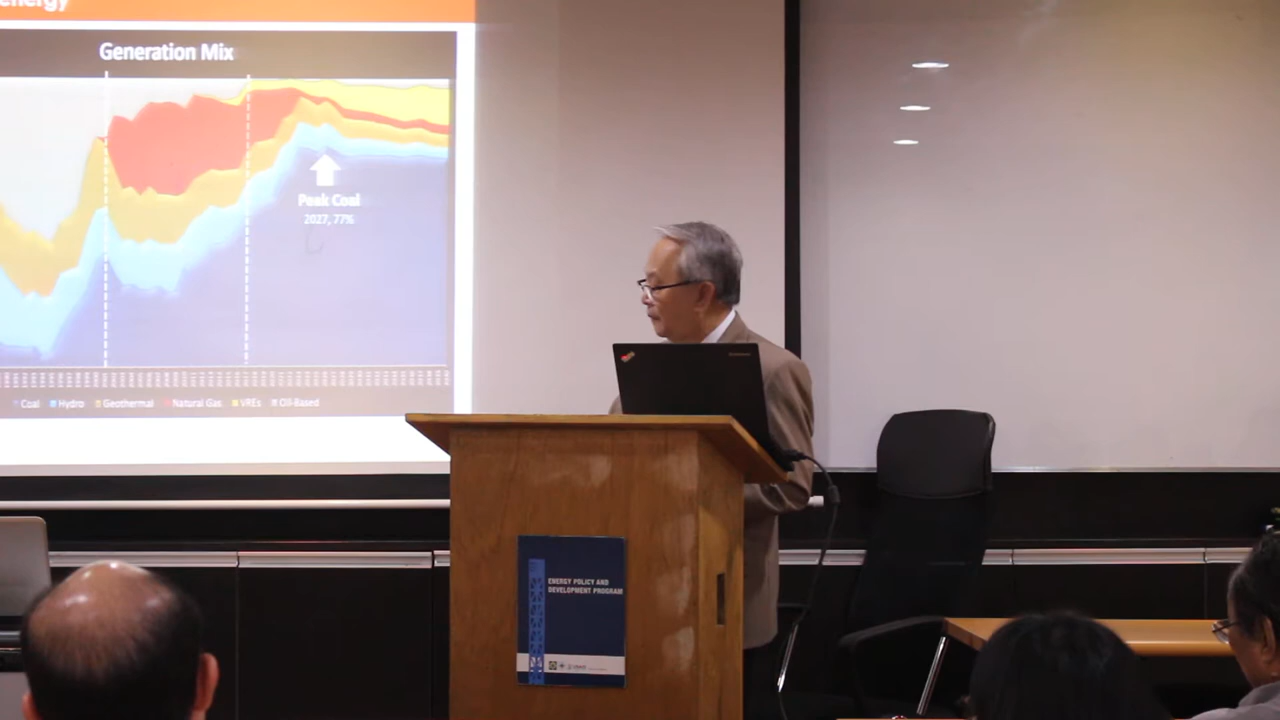 energy
Generation Mix
Peak Coal
2027, 77%
Coal Hydro Geothermal Natural Gas VREs Oil-Based
ENERGY POLICY AND
DEVELOPMENT PROGRAM
USAID